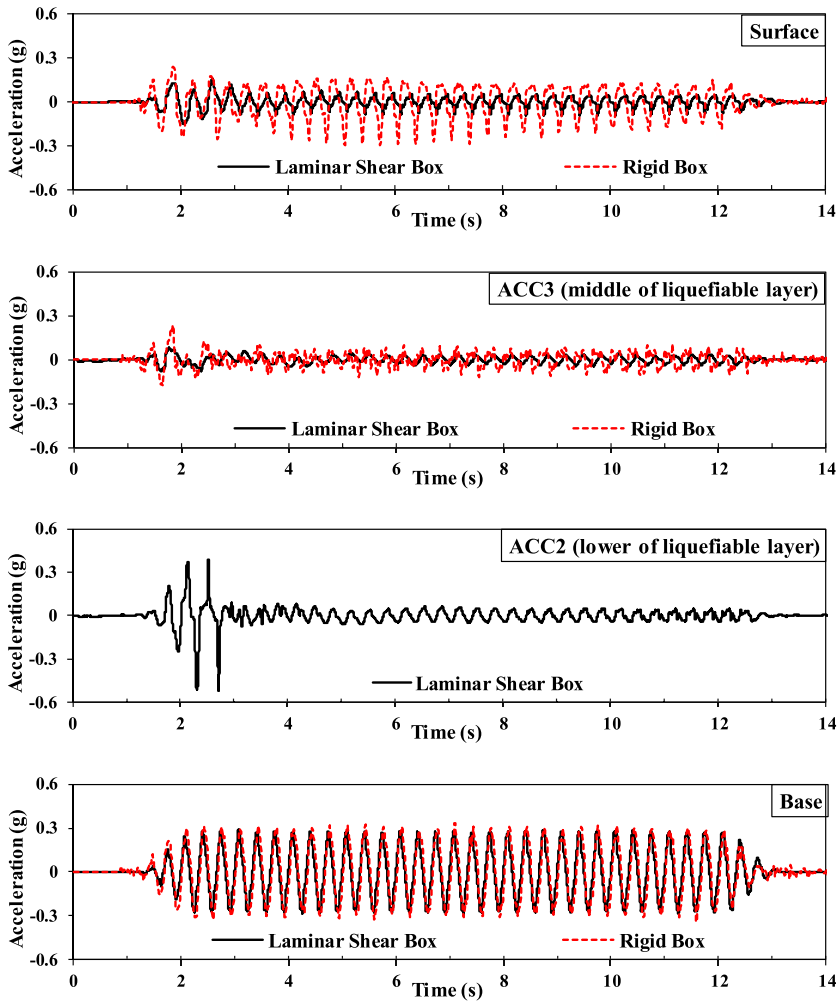 0.6
Surface
0.3
0
-0.3
-0.6
Acceleration (g)
Laminar Shear Box
Rigid Box
0 2 4 6 8 10 12 14
Time (s)
0.6
ACC3 (middle of liquefiable layer)
0.3
0
-0.3
-0.6
Acceleration (g)
Laminar Shear Box
Rigid Box
0 2 4 6 8 10 12 14
Time (s)
0.6
ACC2 (lower of liquefiable layer)
0.3
0
-0.3
-0.6
Acceleration (g)
Laminar Shear Box
0 2 4 6 8 10 12 14
Time (s)
0.6
Base
0.3
0
-0.3
-0.6
Acceleration (g)
Laminar Shear Box
Rigid Box
0 2 4 6 8 10 12 14
Time (s)